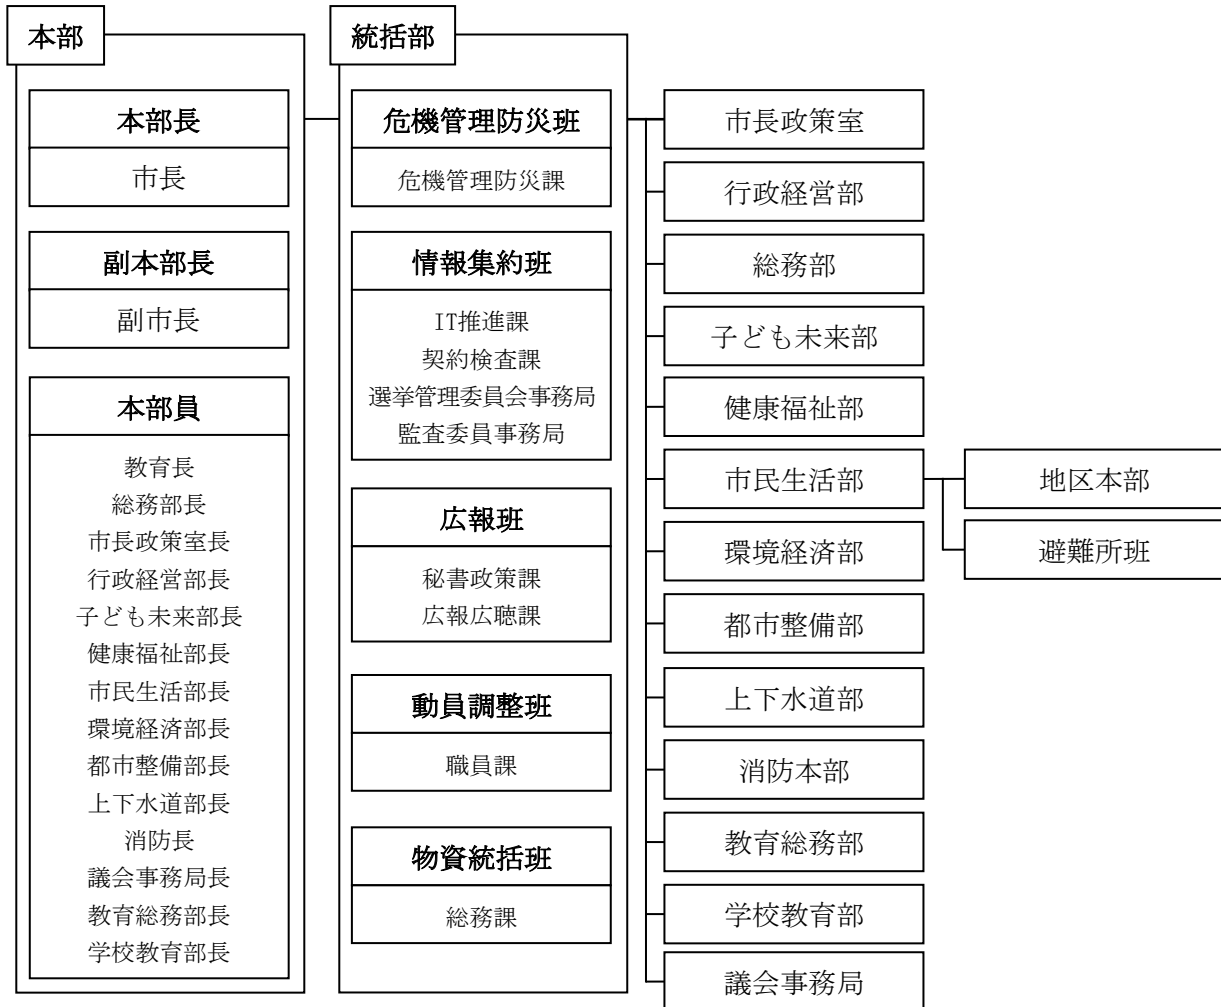 本部
本部長
市長
副本部長
副市長
本部員
教育長
総務部長
市長政策室長
行政経営部長
子ども未来部長
健康福祉部長
市民生活部長
環境経済部長
都市整備部長
上下水道部長
消防長
議会事務局長
教育総務部長
学校教育部長
統括部
危機管理防災班
危機管理防災課
情報集約班
IT推進課
契約検査課
選挙管理委員会事務局
監査委員事務局
広報班
秘書政策課
広報広聴課
動員調整班
職員課
物資統括班
総務課
市長政策室
行政経営部
総務部
子ども未来部
健康福祉部
市民生活部
環境経済部
都市整備部
上下水道部
消防本部
教育総務部
学校教育部
議会事務局
地区本部
避難所班